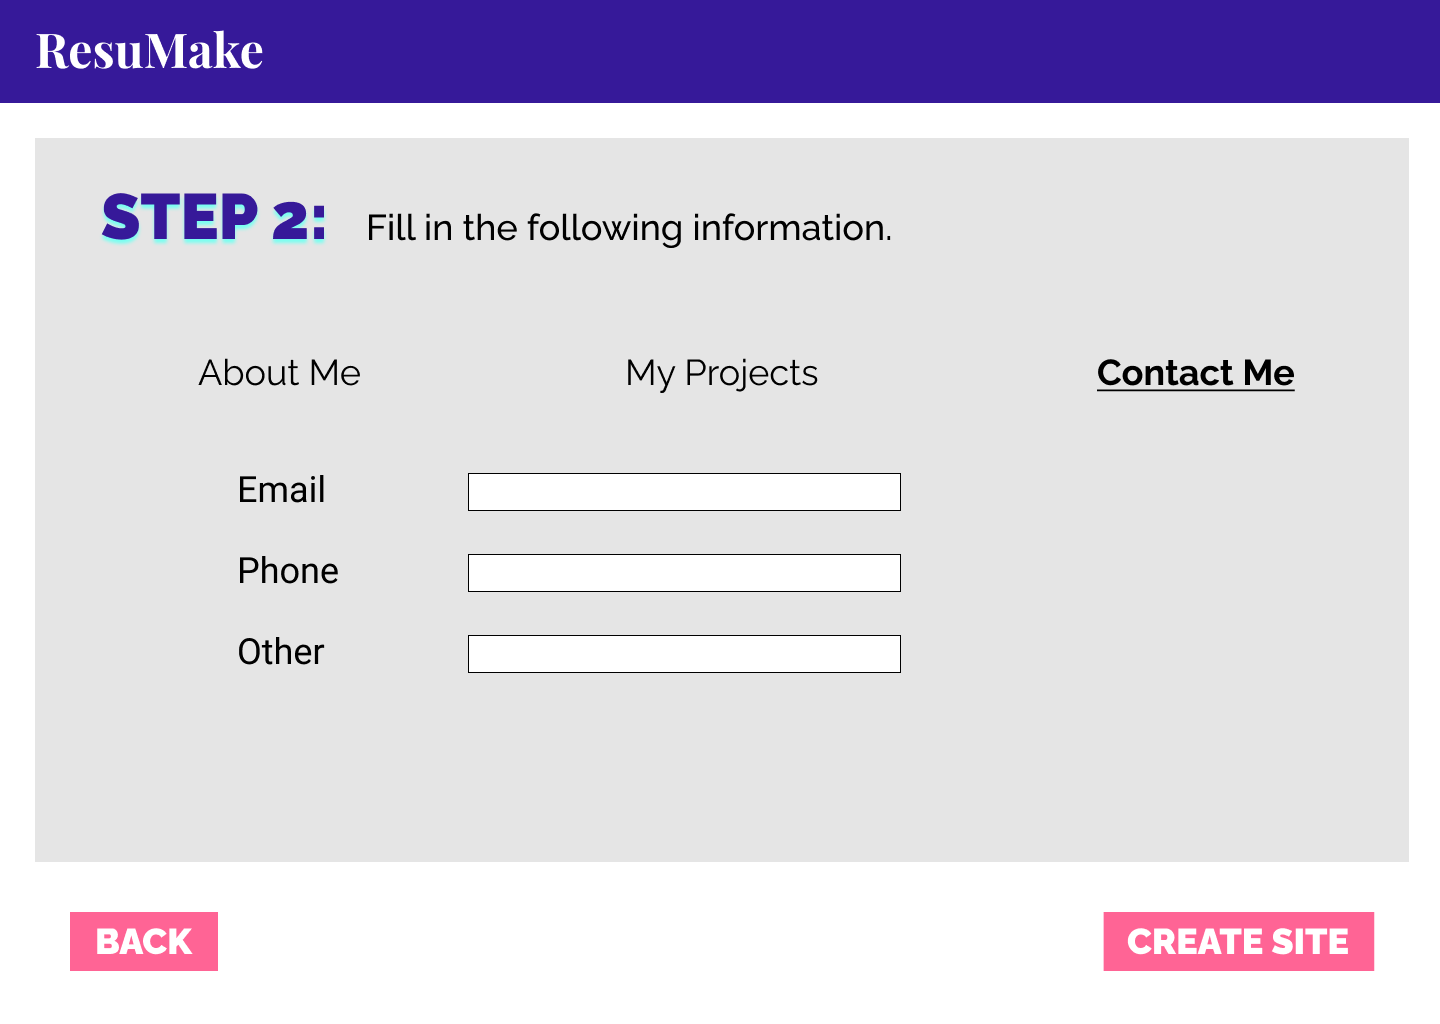 ResuMake
STEP 2: Fill in the following information.
About Me My Projects Contact Me
Email
Phone
Other
BACK CREATE SITE